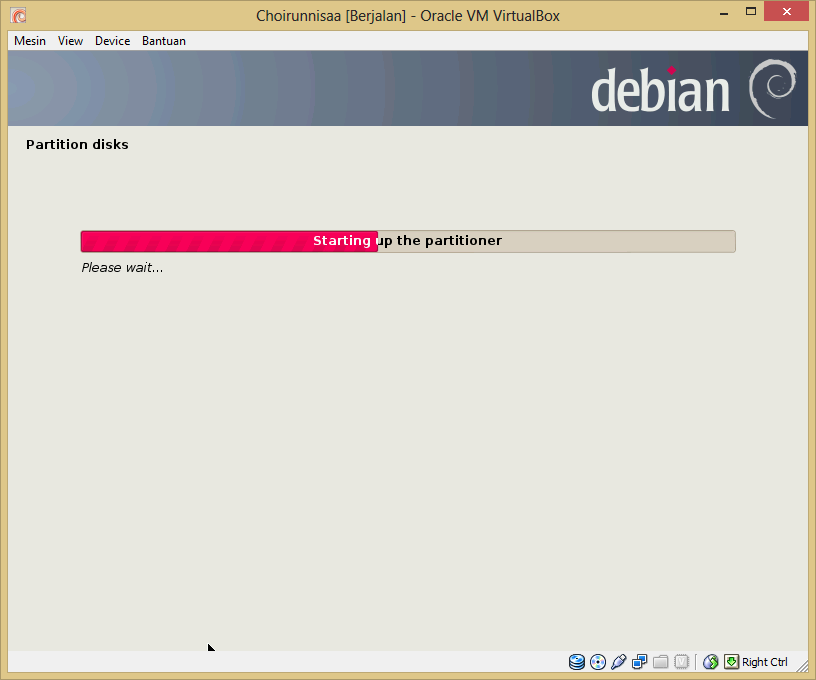 Choirunnisaa [Berjalan] - Oracle VM VirtualBox
Mesin View Device Bantuan
debian
Partition disks
Starting up the partitioner
Please wait...
Right Ctrl